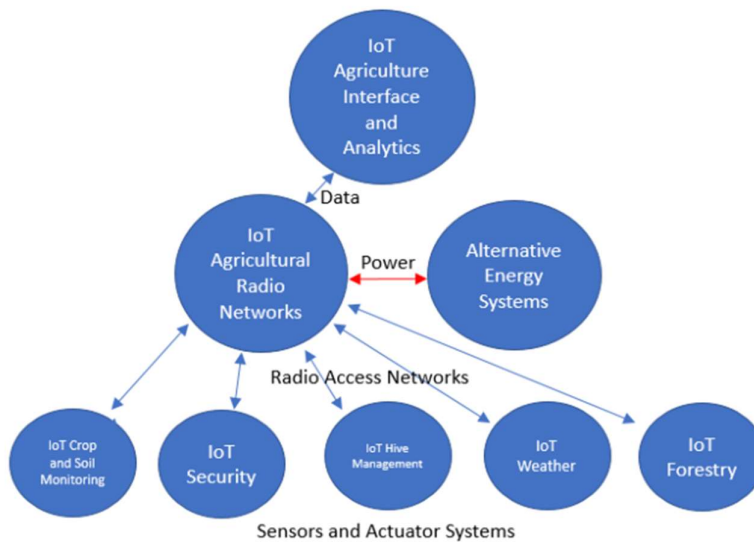 IoT
Agriculture
Interface
and
Analytics
Data
IoT
Agricultural
Radio
Networks
Power
Alternative
Energy
Systems
Radio Access Networks
IoT Crop
and Soil
Monitoring
IoT
Security
IoT Hive
Management
IoT
Weather
IoT
Forestry
Sensors and Actuator Systems